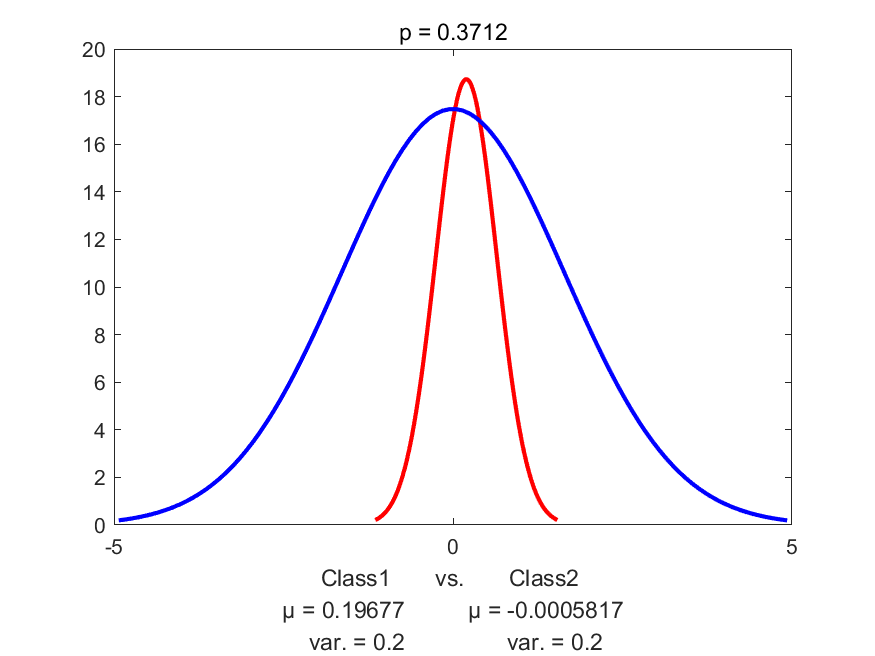 p = 0.3712
20
18
16
14
12
10
8
6
4
2
0
-5 0 5
Class1 vs. Class2
μ = 0.19677 μ = -0.0005817
var. = 0.2 var. = 0.2